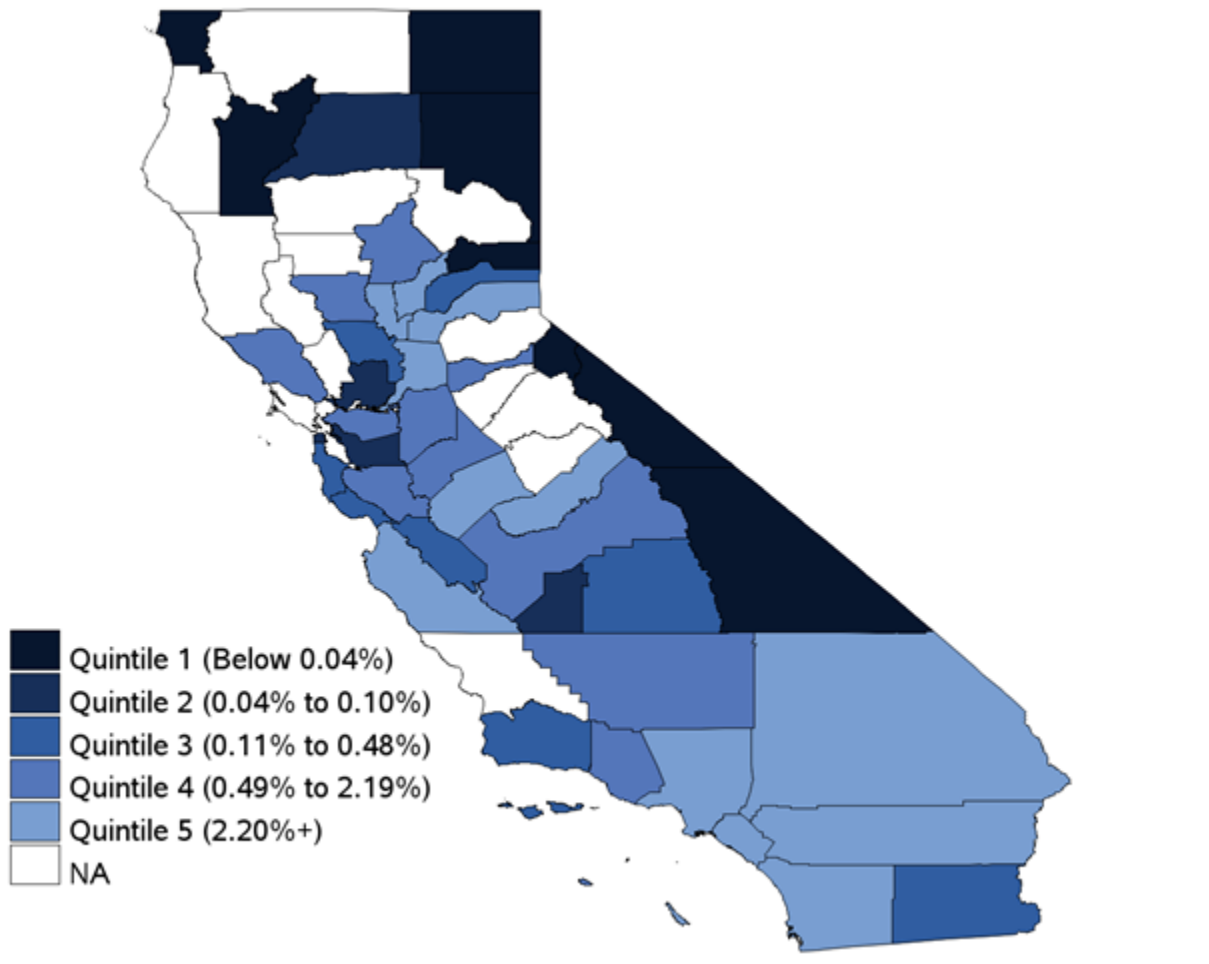 Quintile 1 (Below 0.04%)
Quintile 2 (0.04% to 0.10%)
Quintile 3 (0.11% to 0.48%)
Quintile 4 (0.49% to 2.19%)
Quintile 5 (2.20%+)
NA